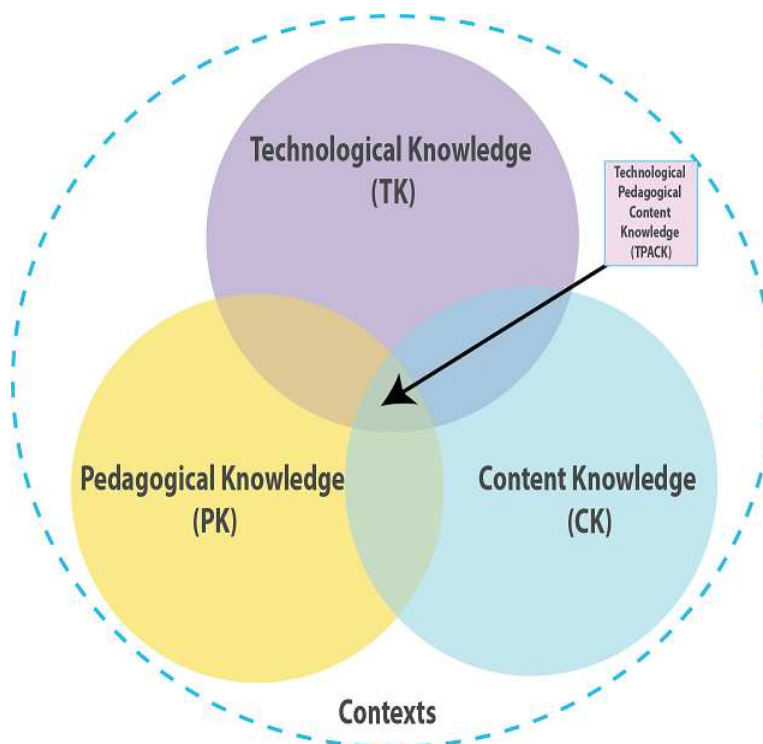 Technological Knowledge
(TK)
Technological
Pedagogical
Content
Knowledge
(TPACK)
Pedagogical Knowledge
(PK)
Content Knowledge
(CK)
Contexts